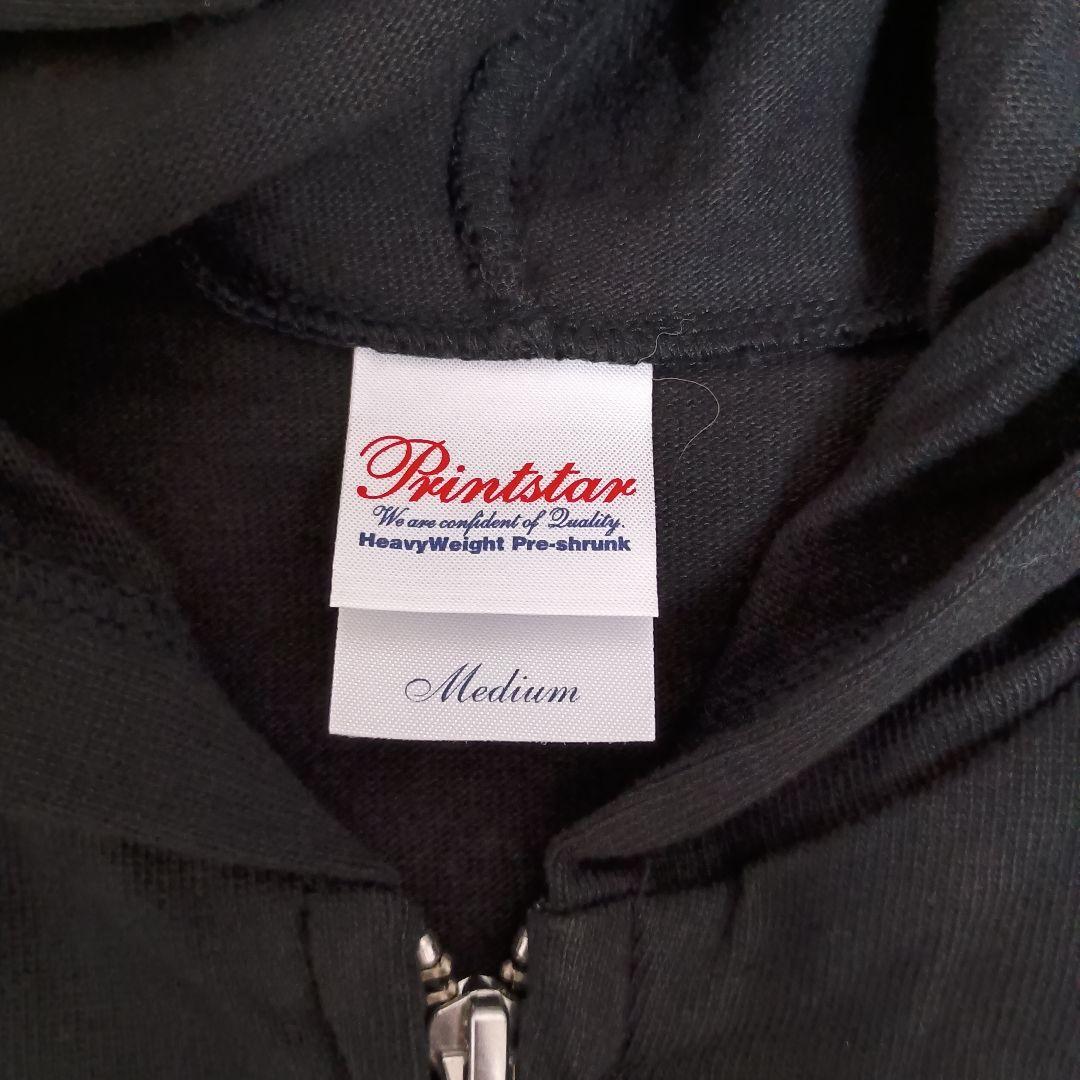 Printstar
We are confident of Quality.
HeavyWeight Pre-shrunk
Medium